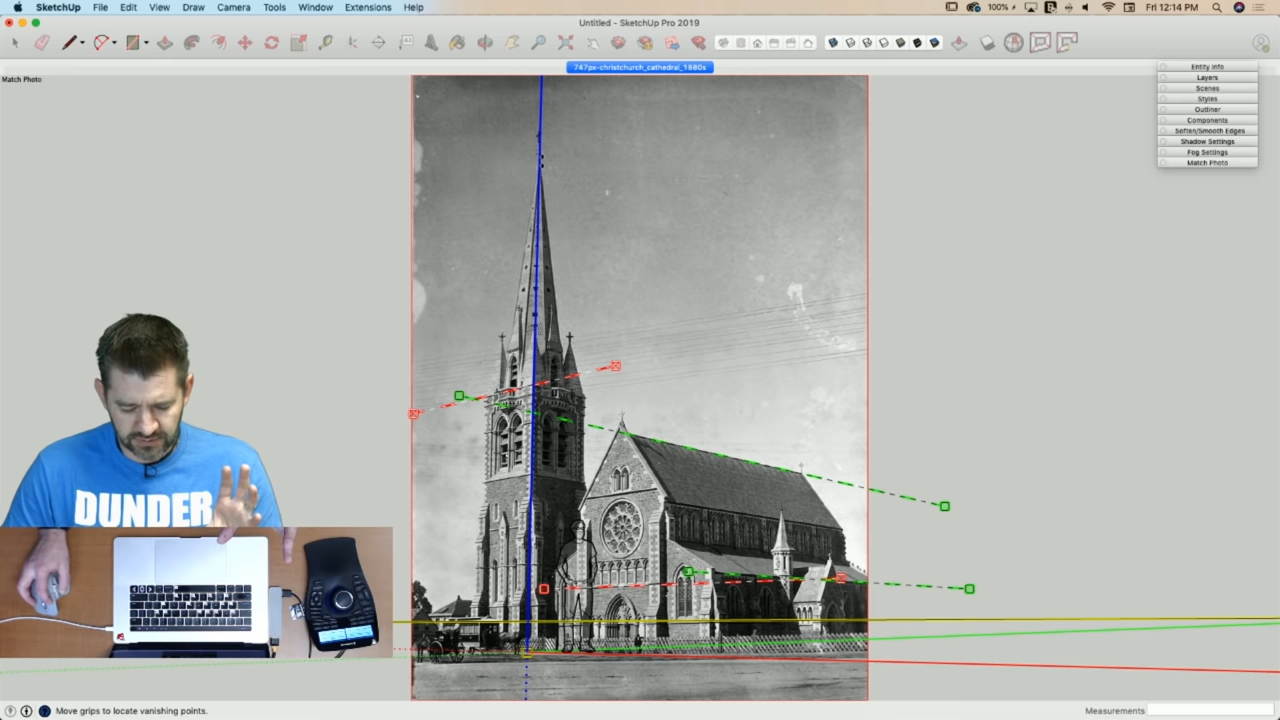 SketchUp File Edit View Draw Camera Tools Window Extensions Help
100% Fri 12:14 PM
Untitled - SketchUp Pro 2019
747px-christchurch_cathedral_1880s
Match Photo
Entity Info
Layers
Scenes
Styles
Outliner
Components
Soften/Smooth Edges
Shadow Settings
Fog Settings
Match Photo
DUNDER
Move grips to locate vanishing points.
Measurements